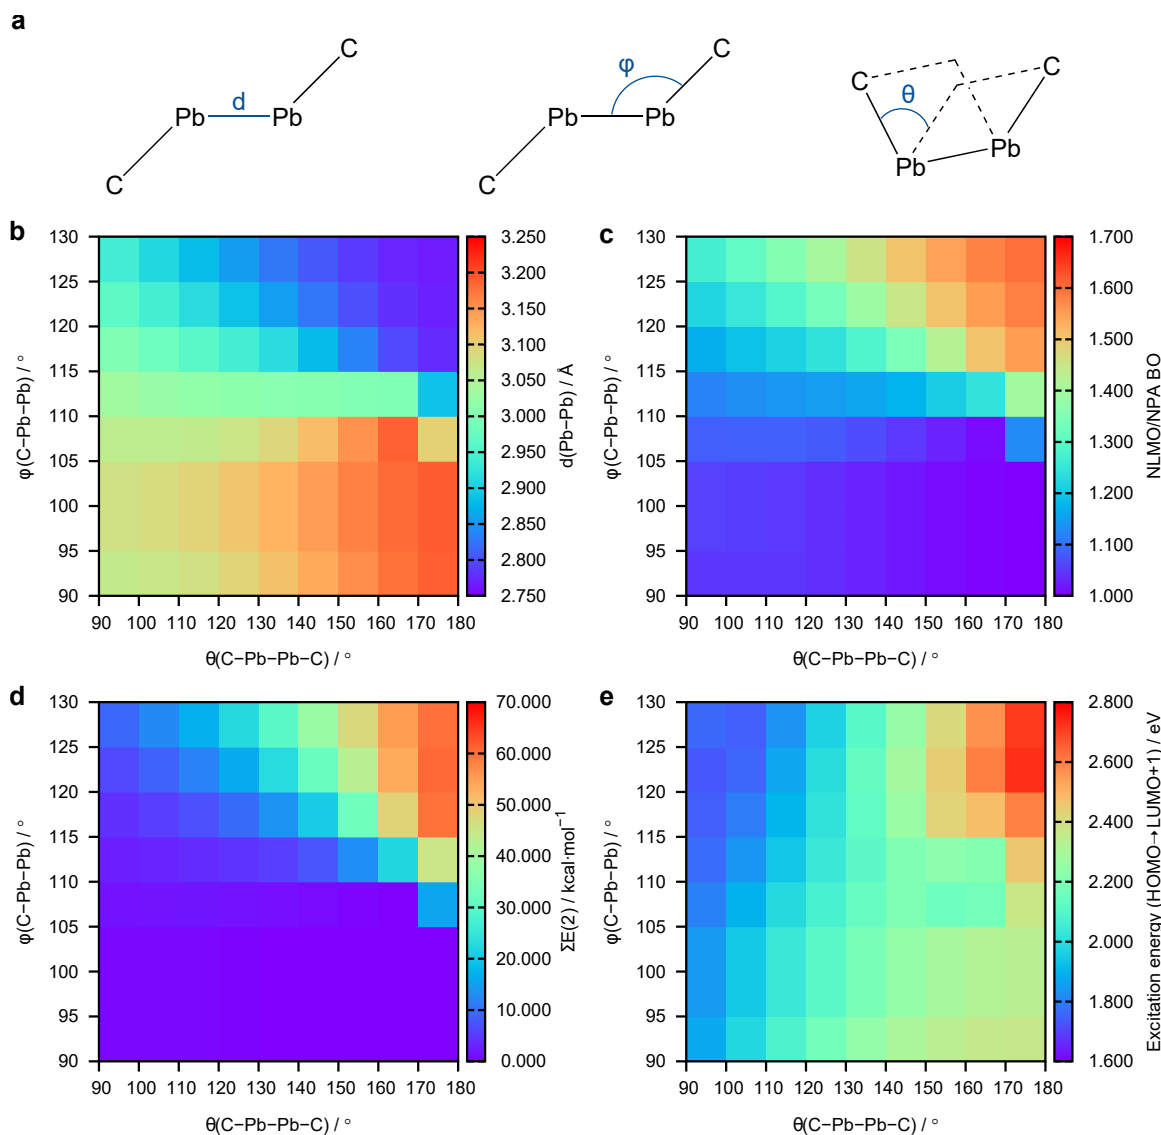 a
C
Pb d Pb
C
φ
C
Pb Pb
C
C C
θ
Pb Pb
b
130
125
120
115
110
105
100
95
90
90 100 110 120 130 140 150 160 170 180
φ(C−Pb−Pb) / °
θ(C−Pb−Pb−C) / °
3.250
3.200
3.150
3.100
3.050
3.000
2.950
2.900
2.850
2.800
2.750
d(Pb−Pb) / Å
c
130
125
120
115
110
105
100
95
90
90 100 110 120 130 140 150 160 170 180
φ(C−Pb−Pb) / °
θ(C−Pb−Pb−C) / °
1.700
1.600
1.500
1.400
1.300
1.200
1.100
1.000
NLMO/NPA BO
d
130
125
120
115
110
105
100
95
90
90 100 110 120 130 140 150 160 170 180
φ(C−Pb−Pb) / °
θ(C−Pb−Pb−C) / °
70.000
60.000
50.000
40.000
30.000
20.000
10.000
0.000
ΣE(2) / kcal·mol⁻¹
e
130
125
120
115
110
105
100
95
90
90 100 110 120 130 140 150 160 170 180
φ(C−Pb−Pb) / °
θ(C−Pb−Pb−C) / °
2.800
2.600
2.400
2.200
2.000
1.800
1.600
Excitation energy (HOMO→LUMO+1) / eV